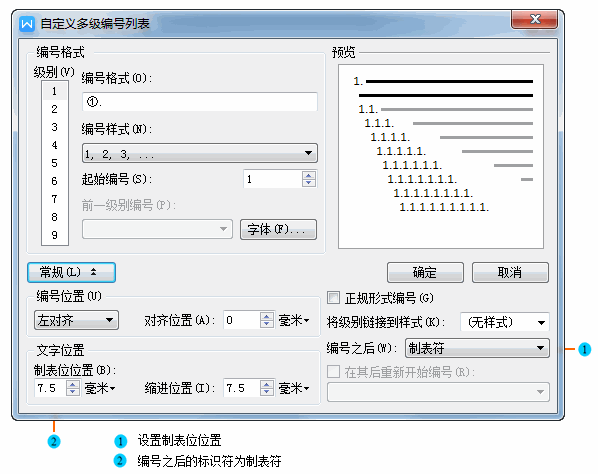 自定义多级编号列表
编号格式
级别(V)
1
2
3
4
5
6
7
8
9
编号格式(O):
①.
编号样式(N):
1, 2, 3, ...
起始编号(S):
1
前一级别编号(P):
字体(F)...
预览
1.
1.1.
1.1.1.
1.1.1.1.
1.1.1.1.1.
1.1.1.1.1.1.
1.1.1.1.1.1.1.
1.1.1.1.1.1.1.1.
1.1.1.1.1.1.1.1.1.
常规(L)
确定
取消
编号位置(U)
左对齐
对齐位置(A):
0
毫米
文字位置
制表位位置(B):
7.5
毫米
缩进位置(I):
7.5
毫米
正规形式编号(G)
将级别链接到样式(K):
(无样式)
编号之后(W):
制表符
在其后重新开始编号(R):
1
2
1 设置制表位位置
2 编号之后的标识符为制表符